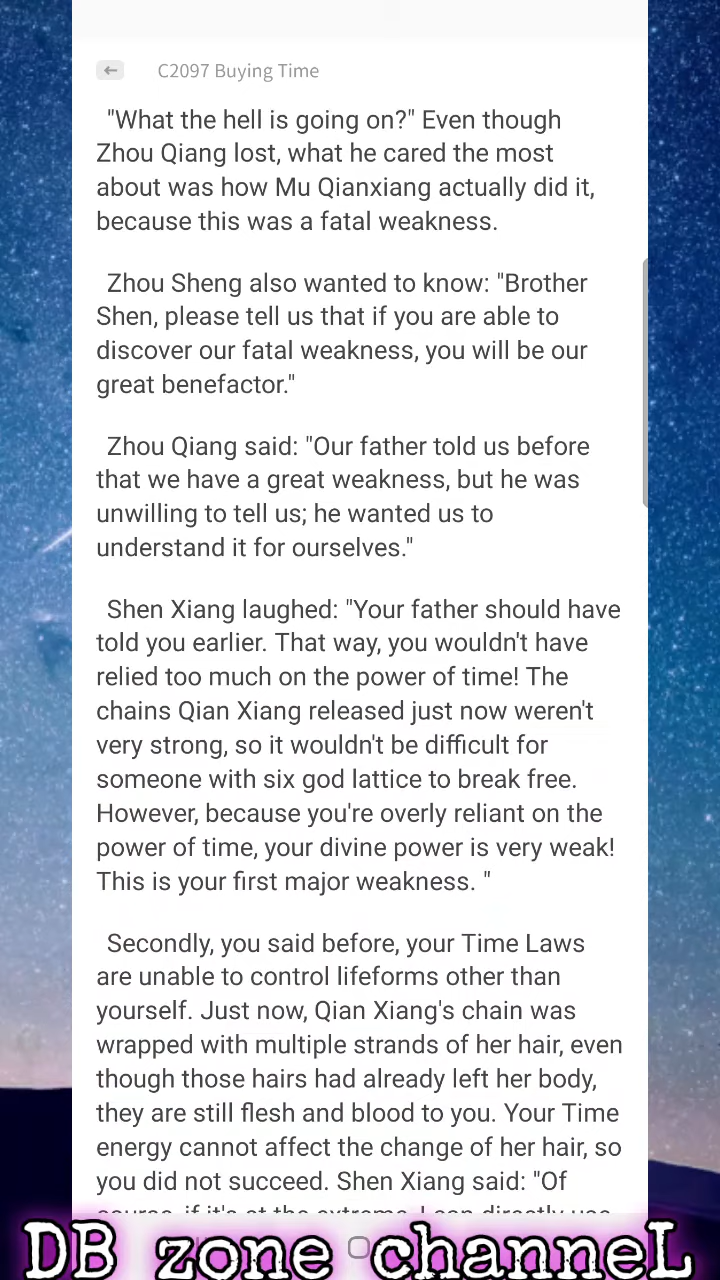 C2097 Buying Time
"What the hell is going on?" Even though
Zhou Qiang lost, what he cared the most
about was how Mu Qianxiang actually did it,
because this was a fatal weakness.
Zhou Sheng also wanted to know: "Brother
Shen, please tell us that if you are able to
discover our fatal weakness, you will be our
great benefactor."
Zhou Qiang said: "Our father told us before
that we have a great weakness, but he was
unwilling to tell us; he wanted us to
understand it for ourselves."
Shen Xiang laughed: "Your father should have
told you earlier. That way, you wouldn't have
relied too much on the power of time! The
chains Qian Xiang released just now weren't
very strong, so it wouldn't be difficult for
someone with six god lattice to break free.
However, because you're overly reliant on the
power of time, your divine power is very weak!
This is your first major weakness. "
Secondly, you said before, your Time Laws
are unable to control lifeforms other than
yourself. Just now, Qian Xiang's chain was
wrapped with multiple strands of her hair, even
though those hairs had already left her body,
they are still flesh and blood to you. Your Time
energy cannot affect the change of her hair, so
you did not succeed. Shen Xiang said: "Of
DB zone channeL